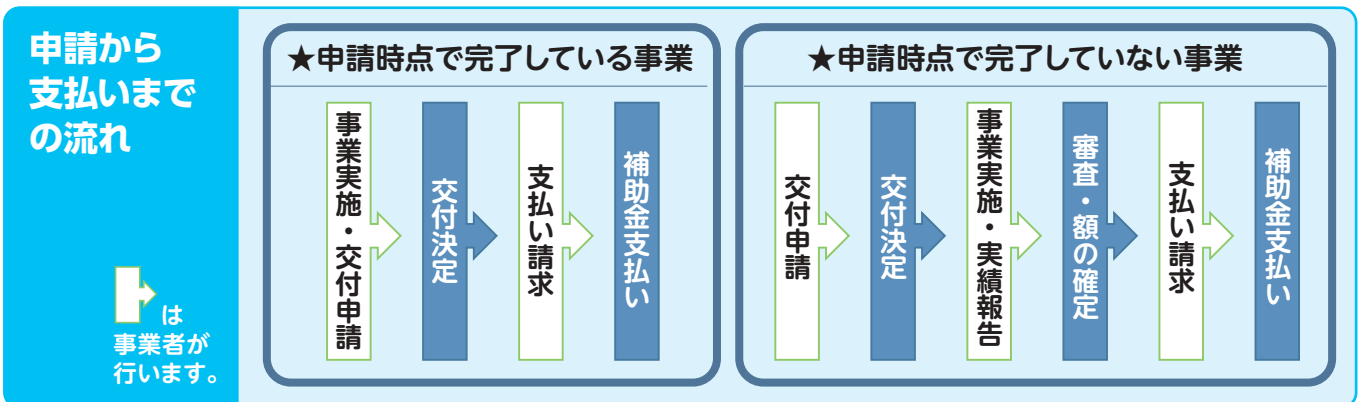 申請から
支払いまで
の流れ
は
事業者が
行います。
★申請時点で完了している事業
事業実施・交付申請
交付決定
支払い請求
補助金支払い
★申請時点で完了していない事業
交付申請
交付決定
事業実施・実績報告
審査・額の確定
支払い請求
補助金支払い